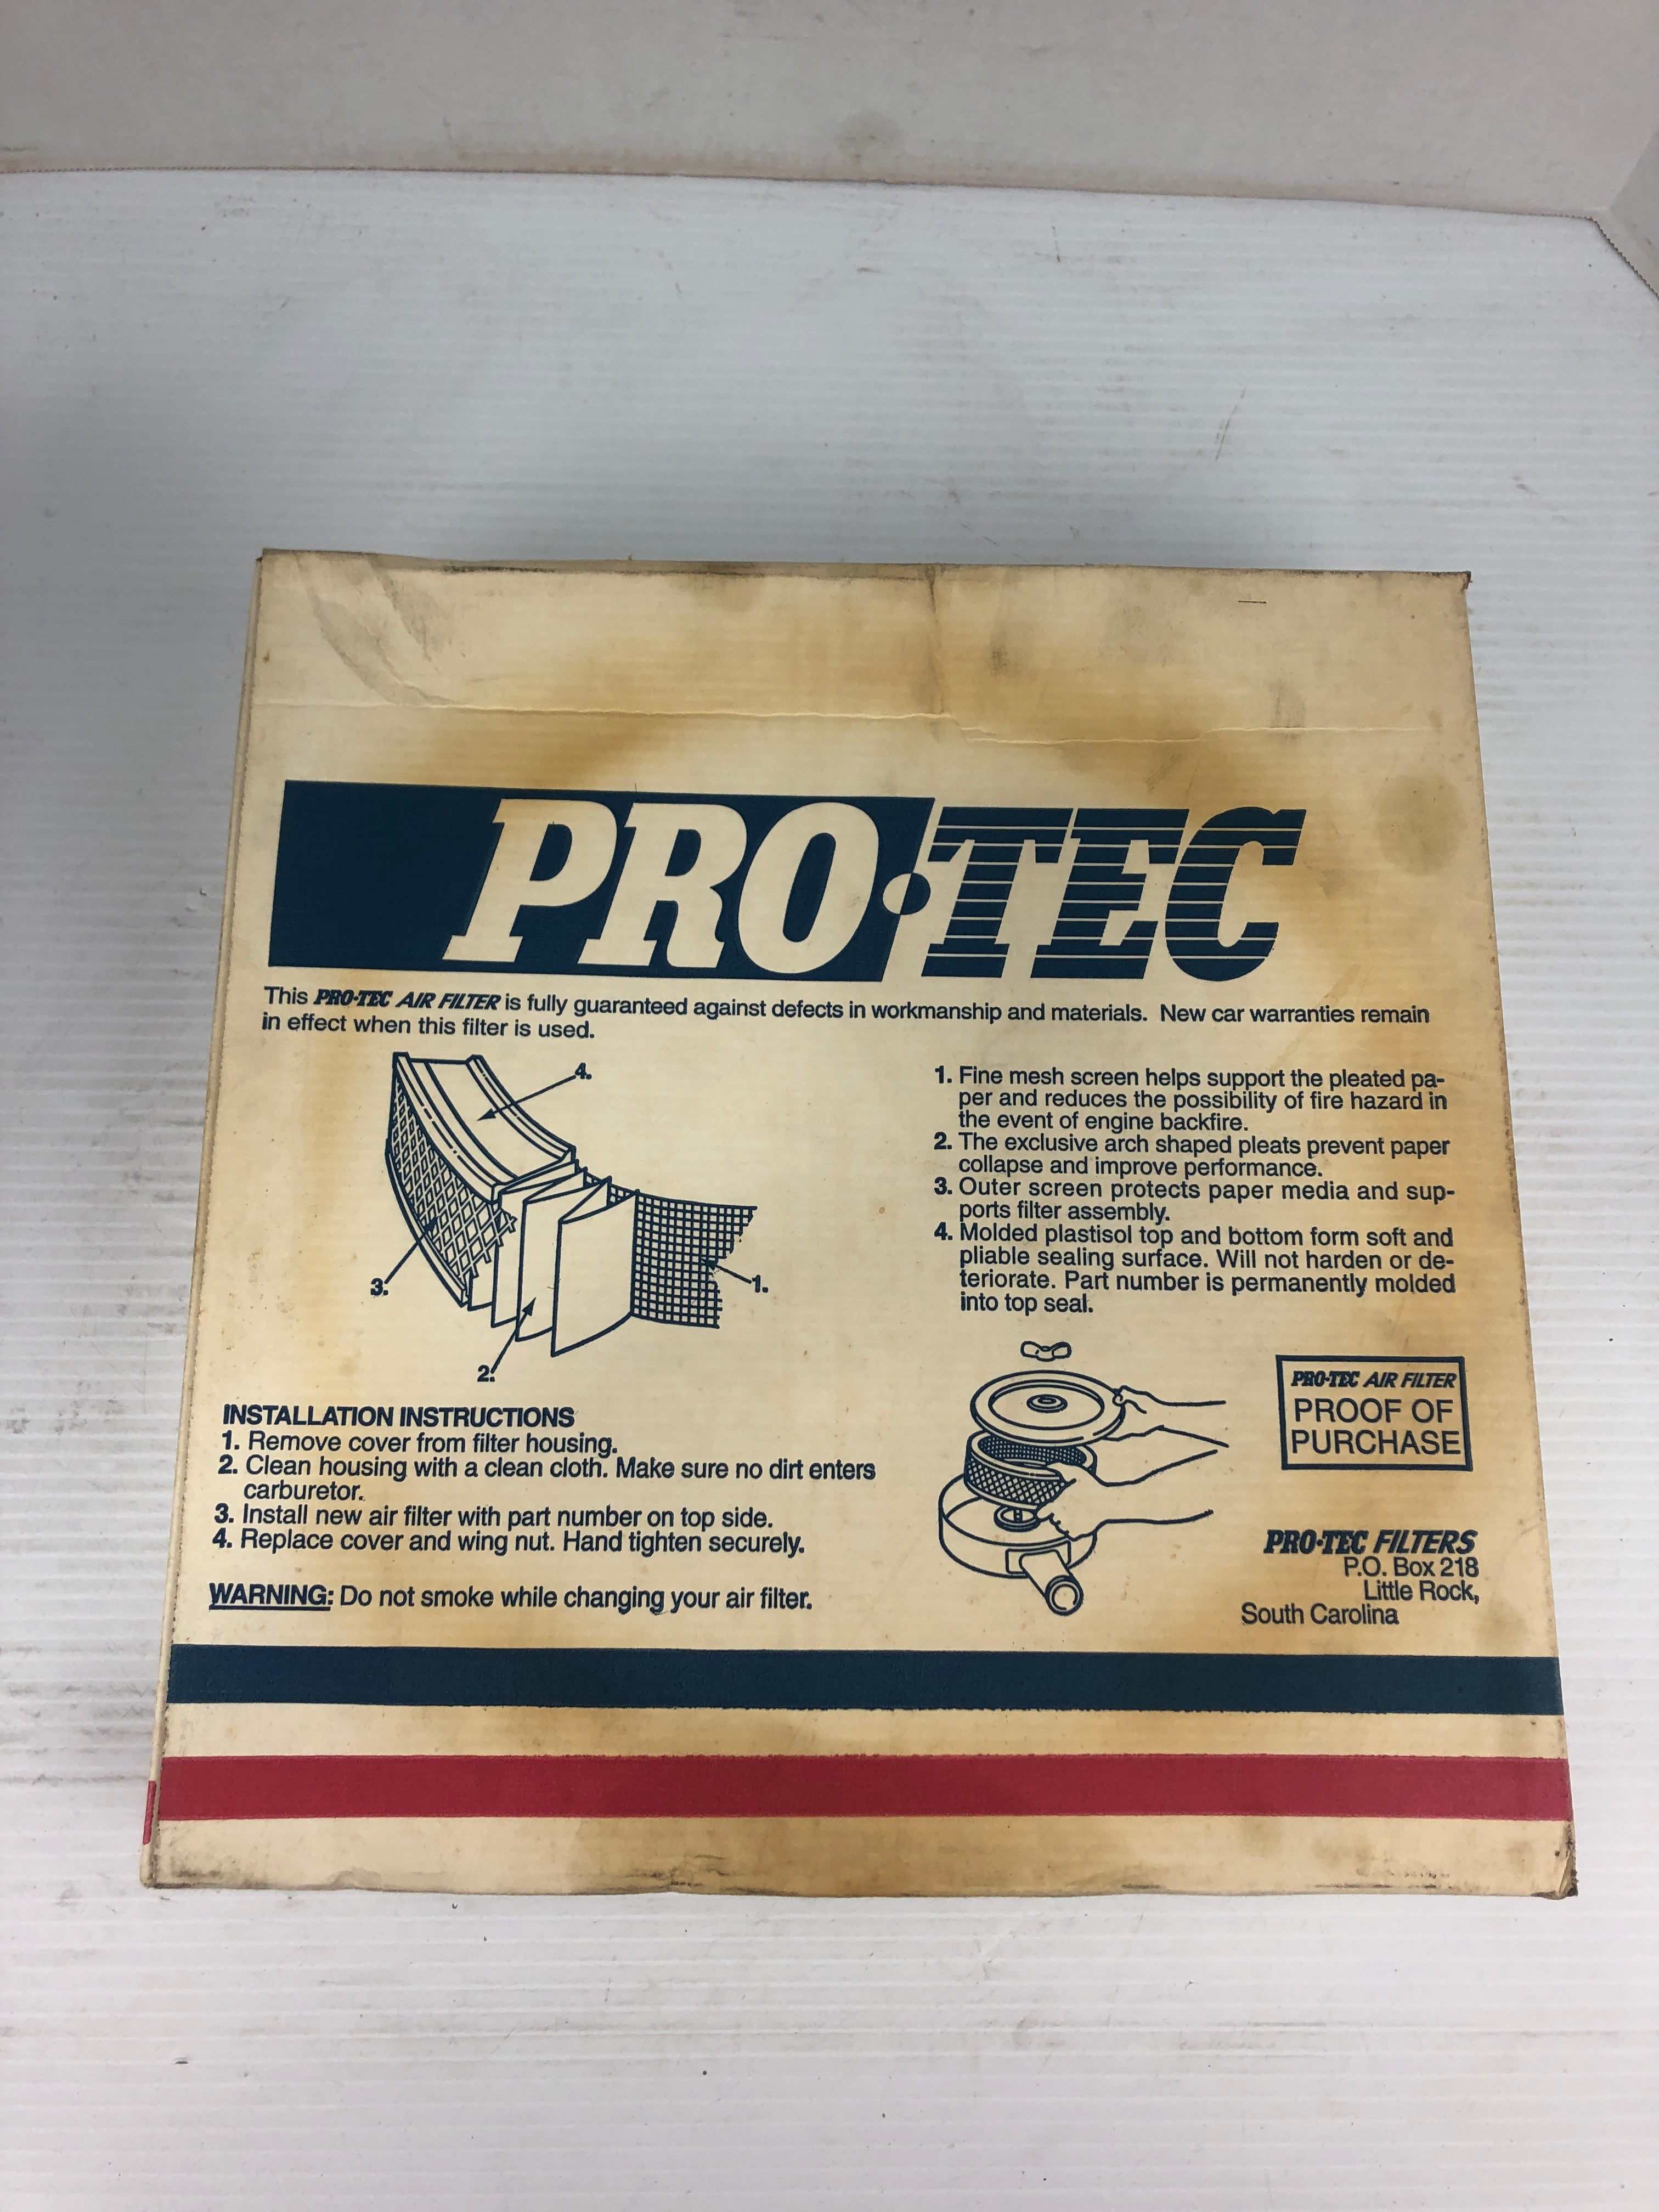 PRO•TEC
This PRO•TEC AIR FILTER is fully guaranteed against defects in workmanship and materials. New car warranties remain
in effect when this filter is used.
4.
3.
1.
2.
1. Fine mesh screen helps support the pleated pa-
per and reduces the possibility of fire hazard in
the event of engine backfire.
2. The exclusive arch shaped pleats prevent paper
collapse and improve performance.
3. Outer screen protects paper media and sup-
ports filter assembly.
4. Molded plastisol top and bottom form soft and
pliable sealing surface. Will not harden or de-
teriorate. Part number is permanently molded
into top seal.
INSTALLATION INSTRUCTIONS
1. Remove cover from filter housing.
2. Clean housing with a clean cloth. Make sure no dirt enters
carburetor.
3. Install new air filter with part number on top side.
4. Replace cover and wing nut. Hand tighten securely.
WARNING: Do not smoke while changing your air filter.
PRO•TEC AIR FILTER
PROOF OF
PURCHASE
PRO•TEC FILTERS
P.O. Box 218
Little Rock,
South Carolina